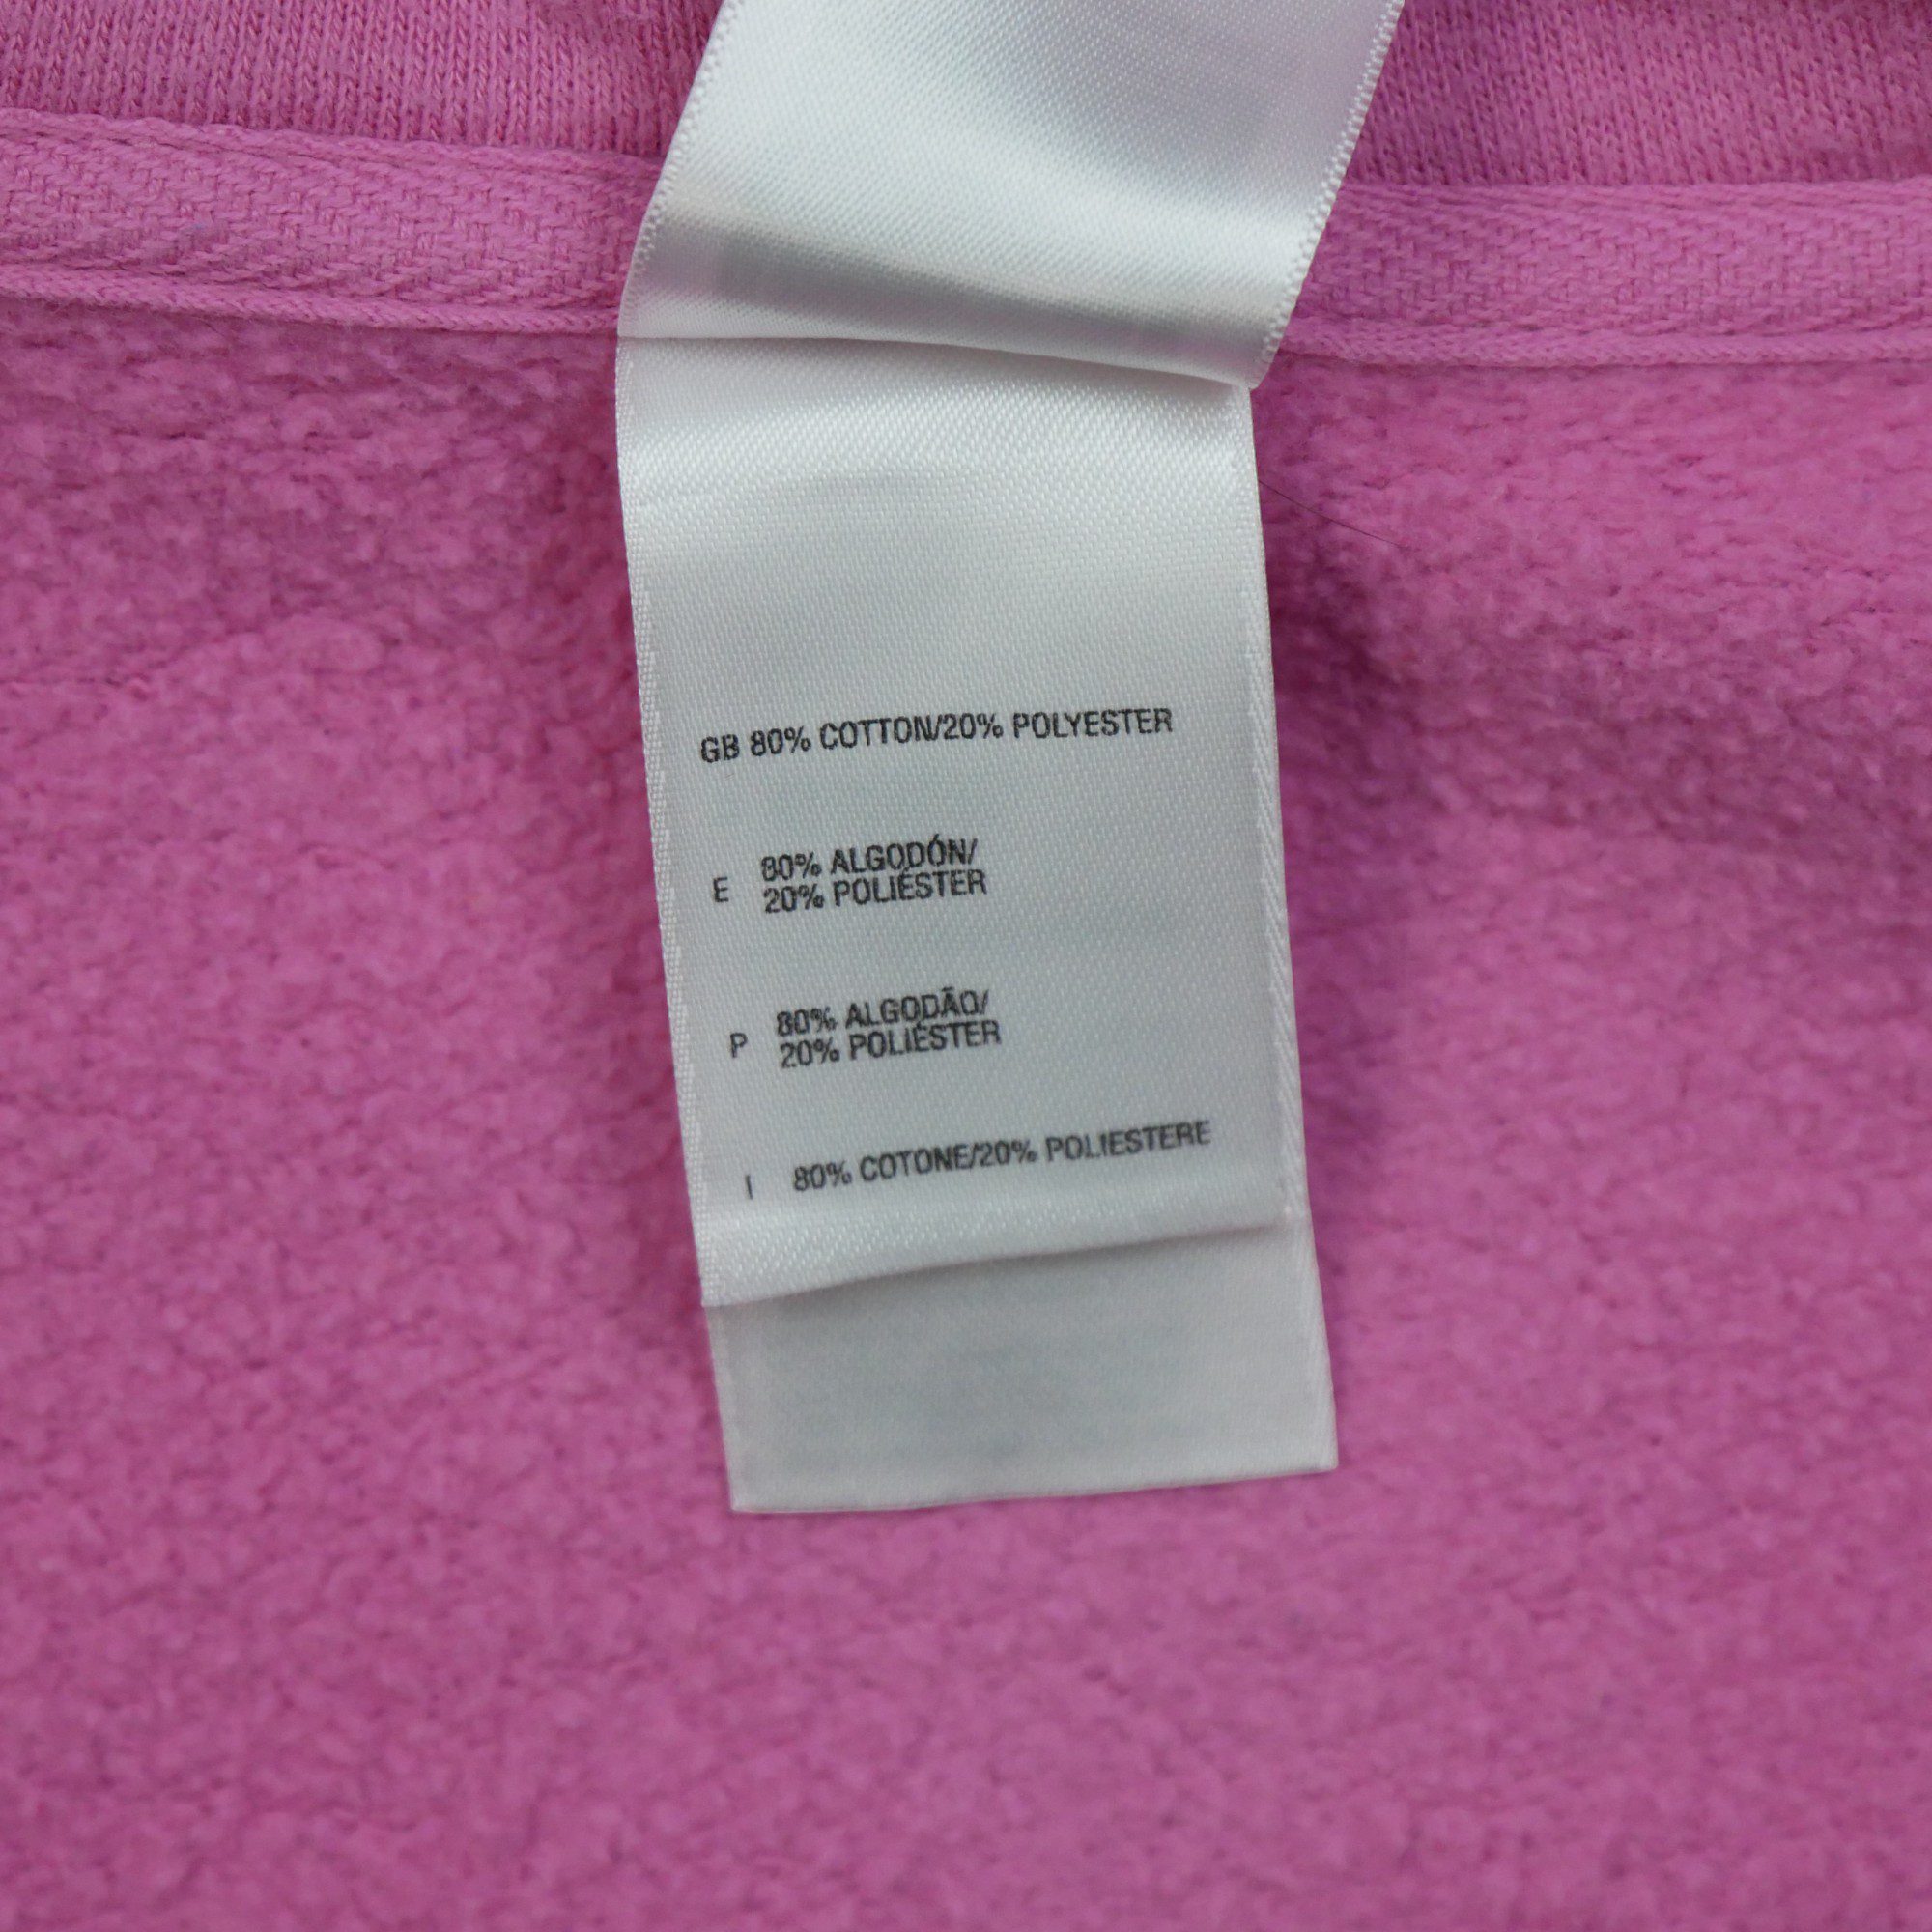 GB 80% COTTON/20% POLYESTER
E 80% ALGODÓN/
20% POLIÉSTER
P 80% ALGODÃO/
20% POLIÉSTER
I 80% COTONE/20% POLIESTERE